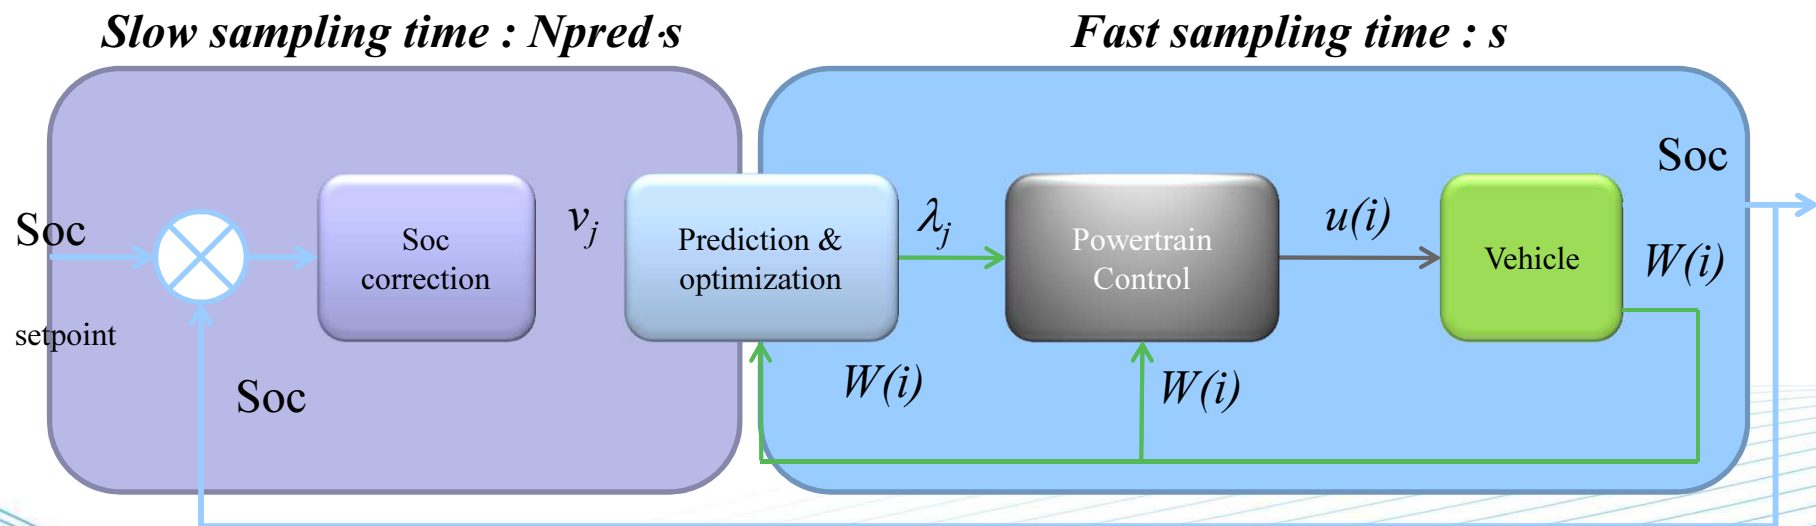 Slow sampling time : Npred·s
Fast sampling time : s
Soc
setpoint
Soc
Soc
correction
v_j
Prediction &
optimization
λ_j
Powertrain
Control
u(i)
Vehicle
Soc
W(i)
W(i)
W(i)